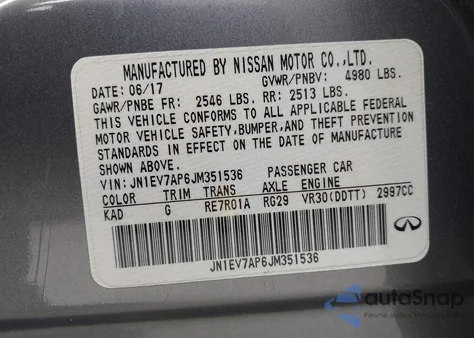 MANUFACTURED BY NISSAN MOTOR CO.,LTD.
DATE: 06/17 GVWR/PNBV: 4980 LBS.
GAWR/PNBE FR: 2546 LBS. RR: 2513 LBS.
THIS VEHICLE CONFORMS TO ALL APPLICABLE FEDERAL
MOTOR VEHICLE SAFETY,BUMPER,AND THEFT PREVENTION
STANDARDS IN EFFECT ON THE DATE OF MANUFACTURE
SHOWN ABOVE.
VIN:JN1EV7AP6JM351536 PASSENGER CAR
COLOR TRIM TRANS AXLE ENGINE
KAD G RE7R01A RG29 VR30(DDTT) 2997CC
JN1EV7AP6JM351536
autoSnap